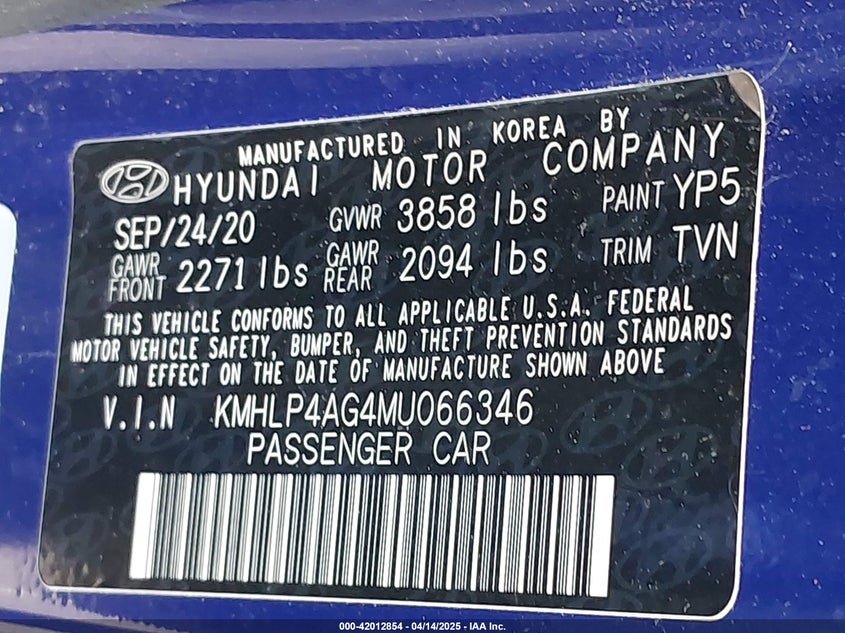 MANUFACTURED IN KOREA BY
HYUNDAI MOTOR COMPANY
SEP/24/20 GVWR 3858 lbs PAINT YP5
GAWR FRONT 2271 lbs GAWR REAR 2094 lbs TRIM TVN
THIS VEHICLE CONFORMS TO ALL APPLICABLE U.S.A. FEDERAL
MOTOR VEHICLE SAFETY, BUMPER, AND THEFT PREVENTION STANDARDS
IN EFFECT ON THE DATE OF MANUFACTURE SHOWN ABOVE
V.I.N KMHLP4AG4MU066346
PASSENGER CAR
000-42012854 - 04/14/2025 - IAA Inc.